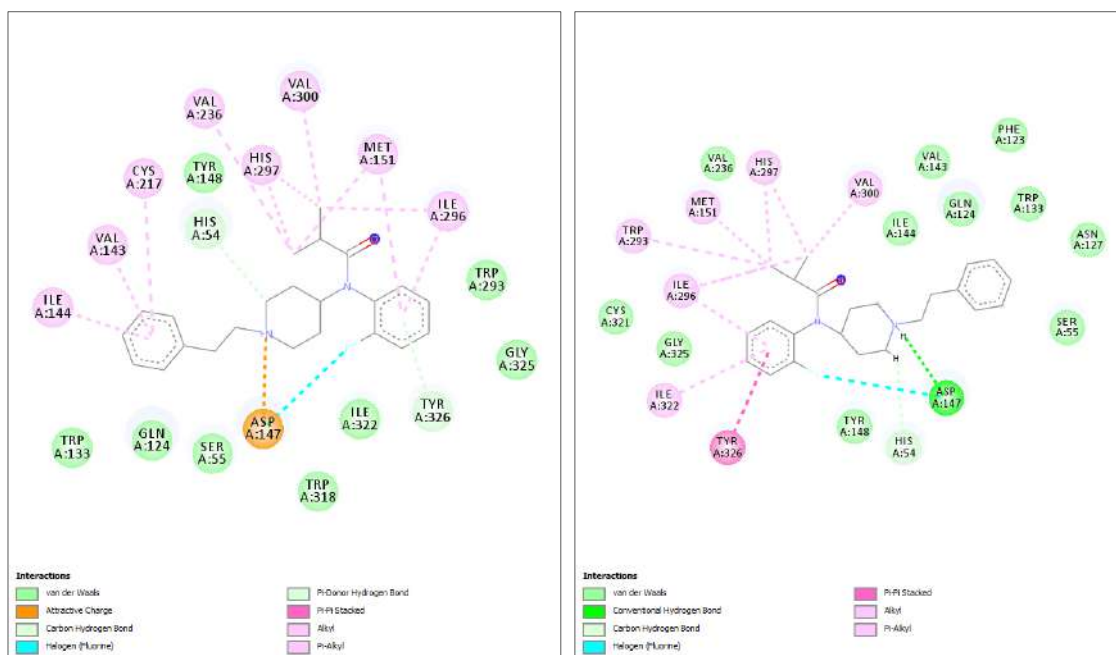 VAL
A:300
VAL
A:236
HIS
A:297
MET
A:151
TYR
A:148
CYS
A:217
ILE
A:296
HIS
A:54
VAL
A:143
TRP
A:293
ILE
A:144
N
N
GLY
A:325
TYR
A:326
ASP
A:147
ILE
A:322
GLN
A:124
SER
A:55
TRP
A:133
TRP
A:318
Interactions
van der Waals
Attractive Charge
Carbon Hydrogen Bond
Halogen (Fluorine)
Pi-Donor Hydrogen Bond
Pi-Pi Stacked
Alkyl
Pi-Alkyl
PHE
A:123
VAL
A:236
HIS
A:297
VAL
A:143
VAL
A:300
MET
A:151
GLN
A:124
TRP
A:133
ILE
A:144
TRP
A:293
ASN
A:127
ILE
A:296
CYS
A:321
N
N
H
H
SER
A:55
GLY
A:325
ILE
A:322
ASP
A:147
TYR
A:148
HIS
A:54
TYR
A:326
Interactions
van der Waals
Conventional Hydrogen Bond
Carbon Hydrogen Bond
Halogen (Fluorine)
Pi-Pi Stacked
Alkyl
Pi-Alkyl